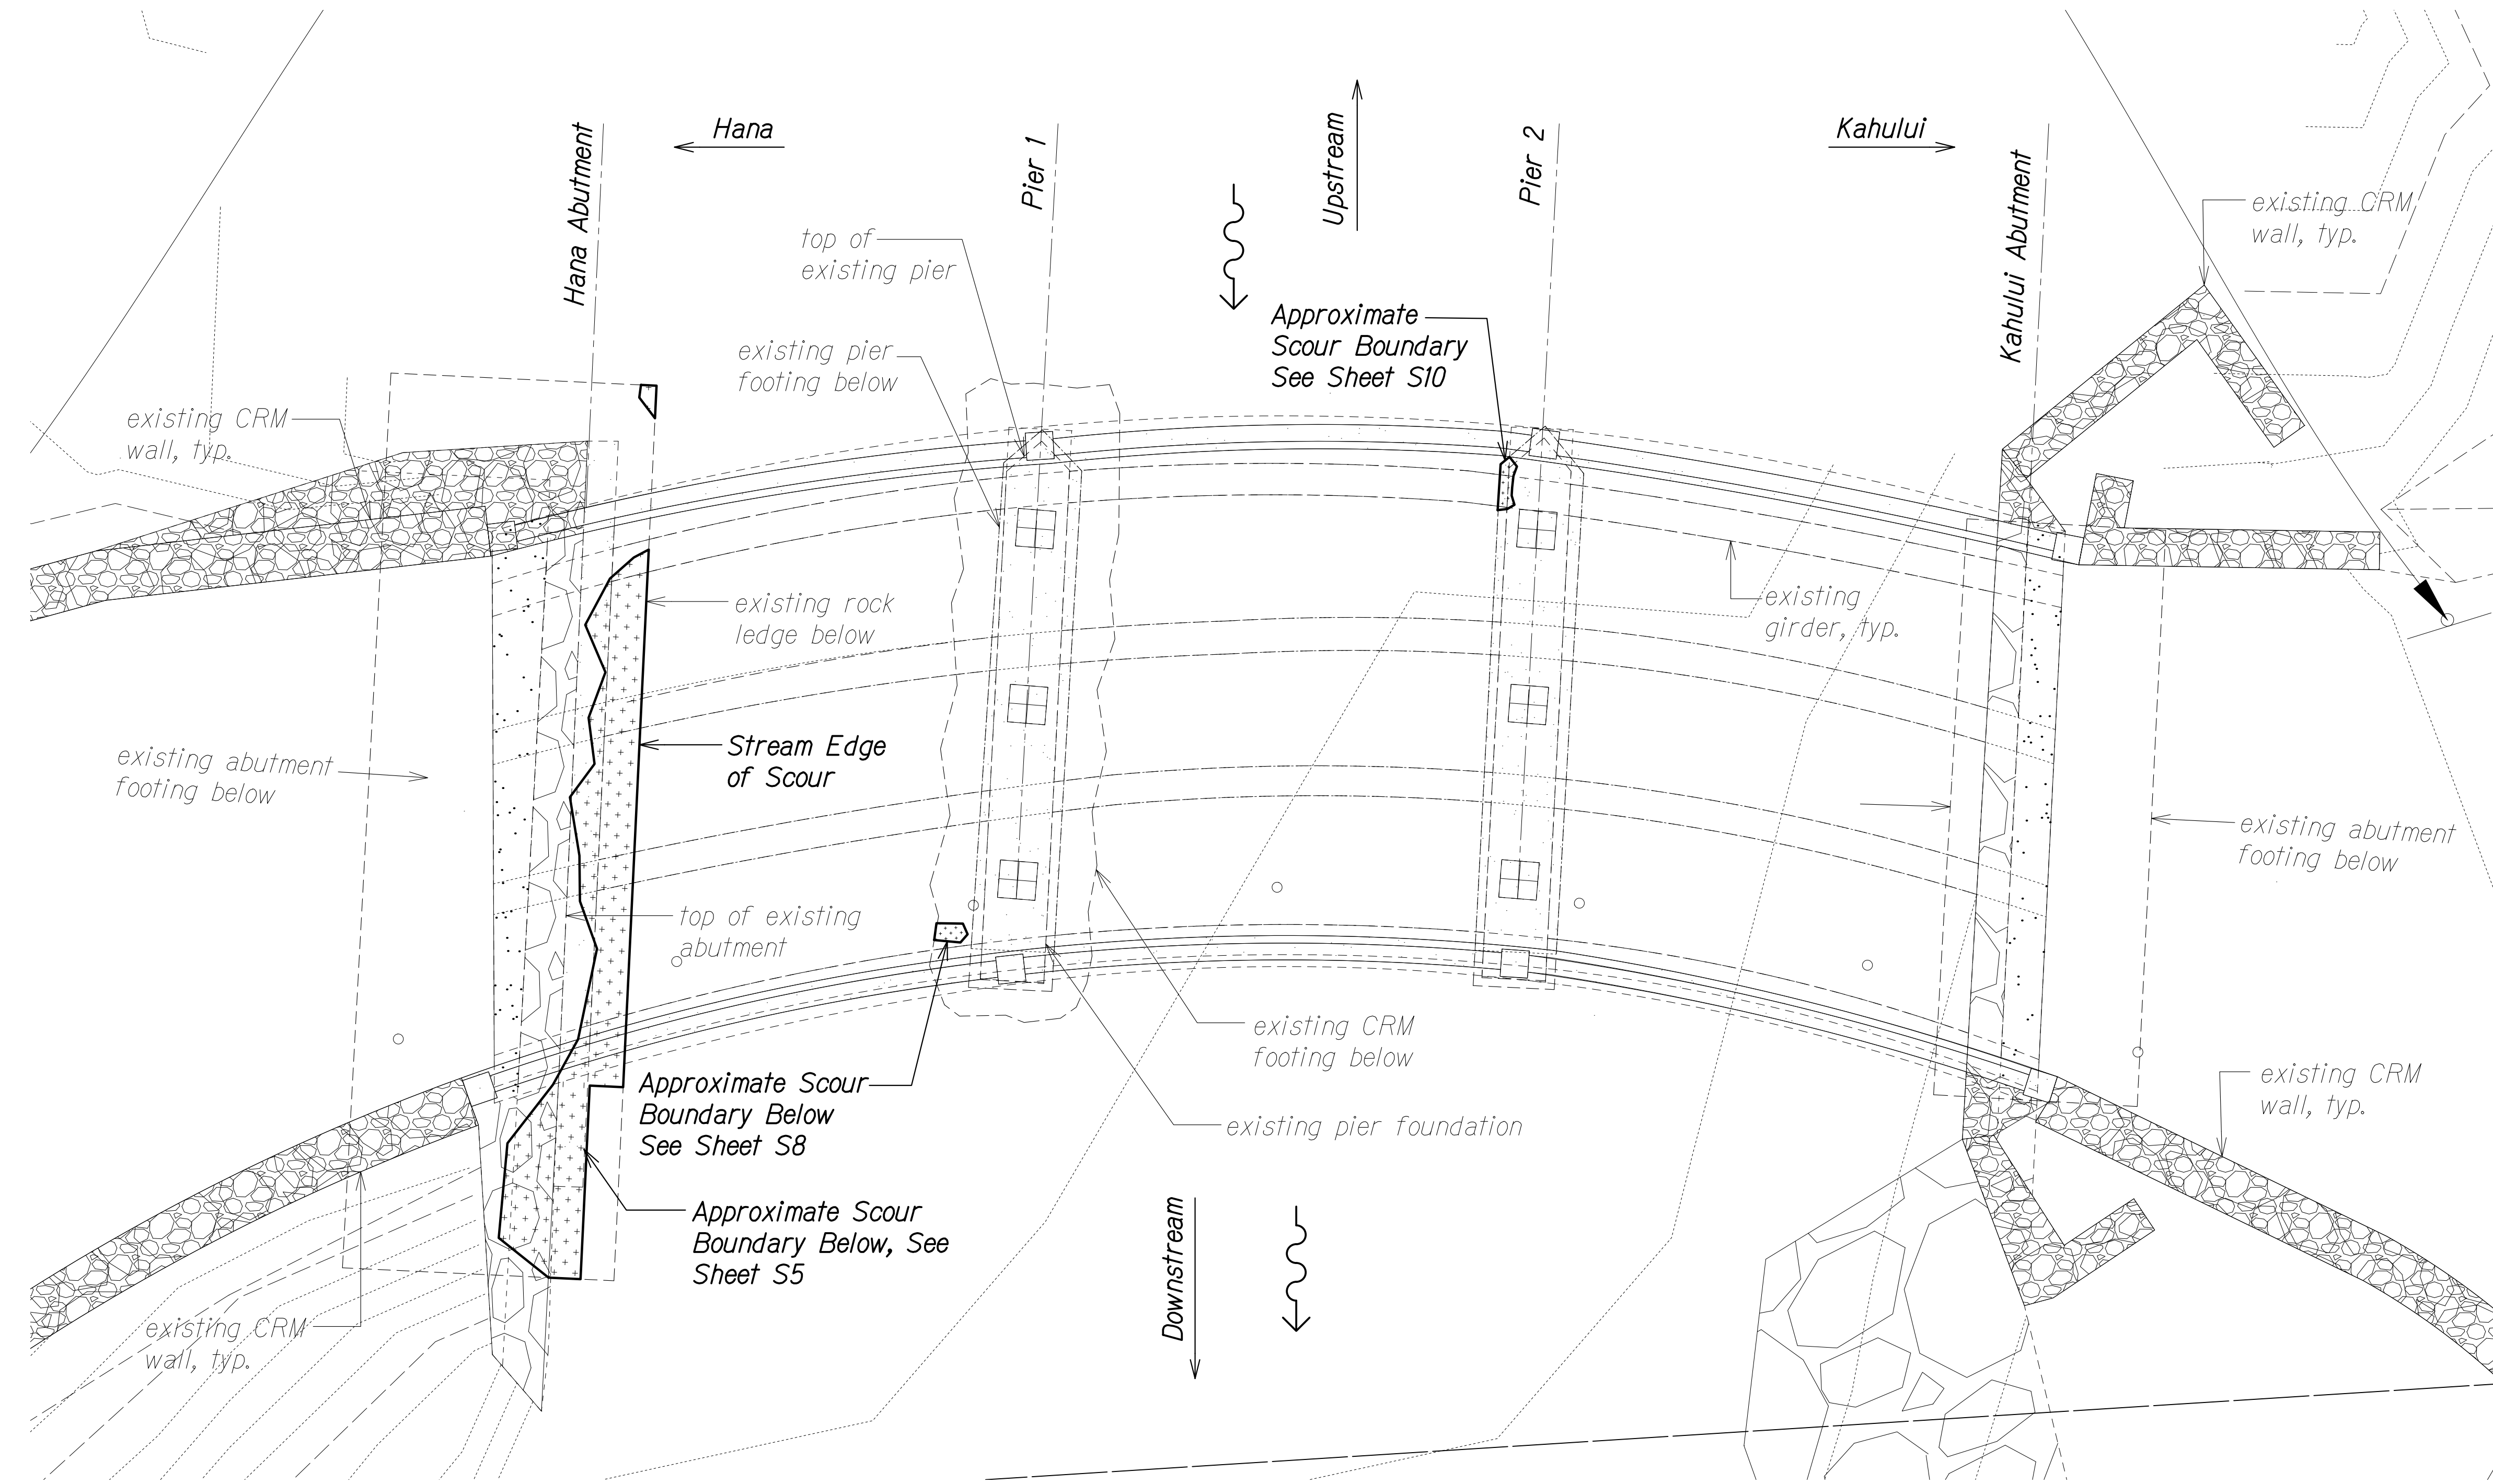 Hana
Kahului
Hana Abutment
Pier 1
Upstream
Pier 2
Kahului Abutment
existing CRM
wall, typ.
top of
existing pier
Approximate
Scour Boundary
See Sheet S10
existing pier
footing below
existing CRM
wall, typ.
existing rock
ledge below
existing
girder, typ.
Stream Edge
of Scour
existing abutment
footing below
existing abutment
footing below
top of existing
abutment
existing CRM
footing below
Approximate Scour
Boundary Below
See Sheet S8
existing CRM
wall, typ.
existing pier foundation
Approximate Scour
Boundary Below, See
Sheet S5
Downstream
existing CRM
wall, typ.